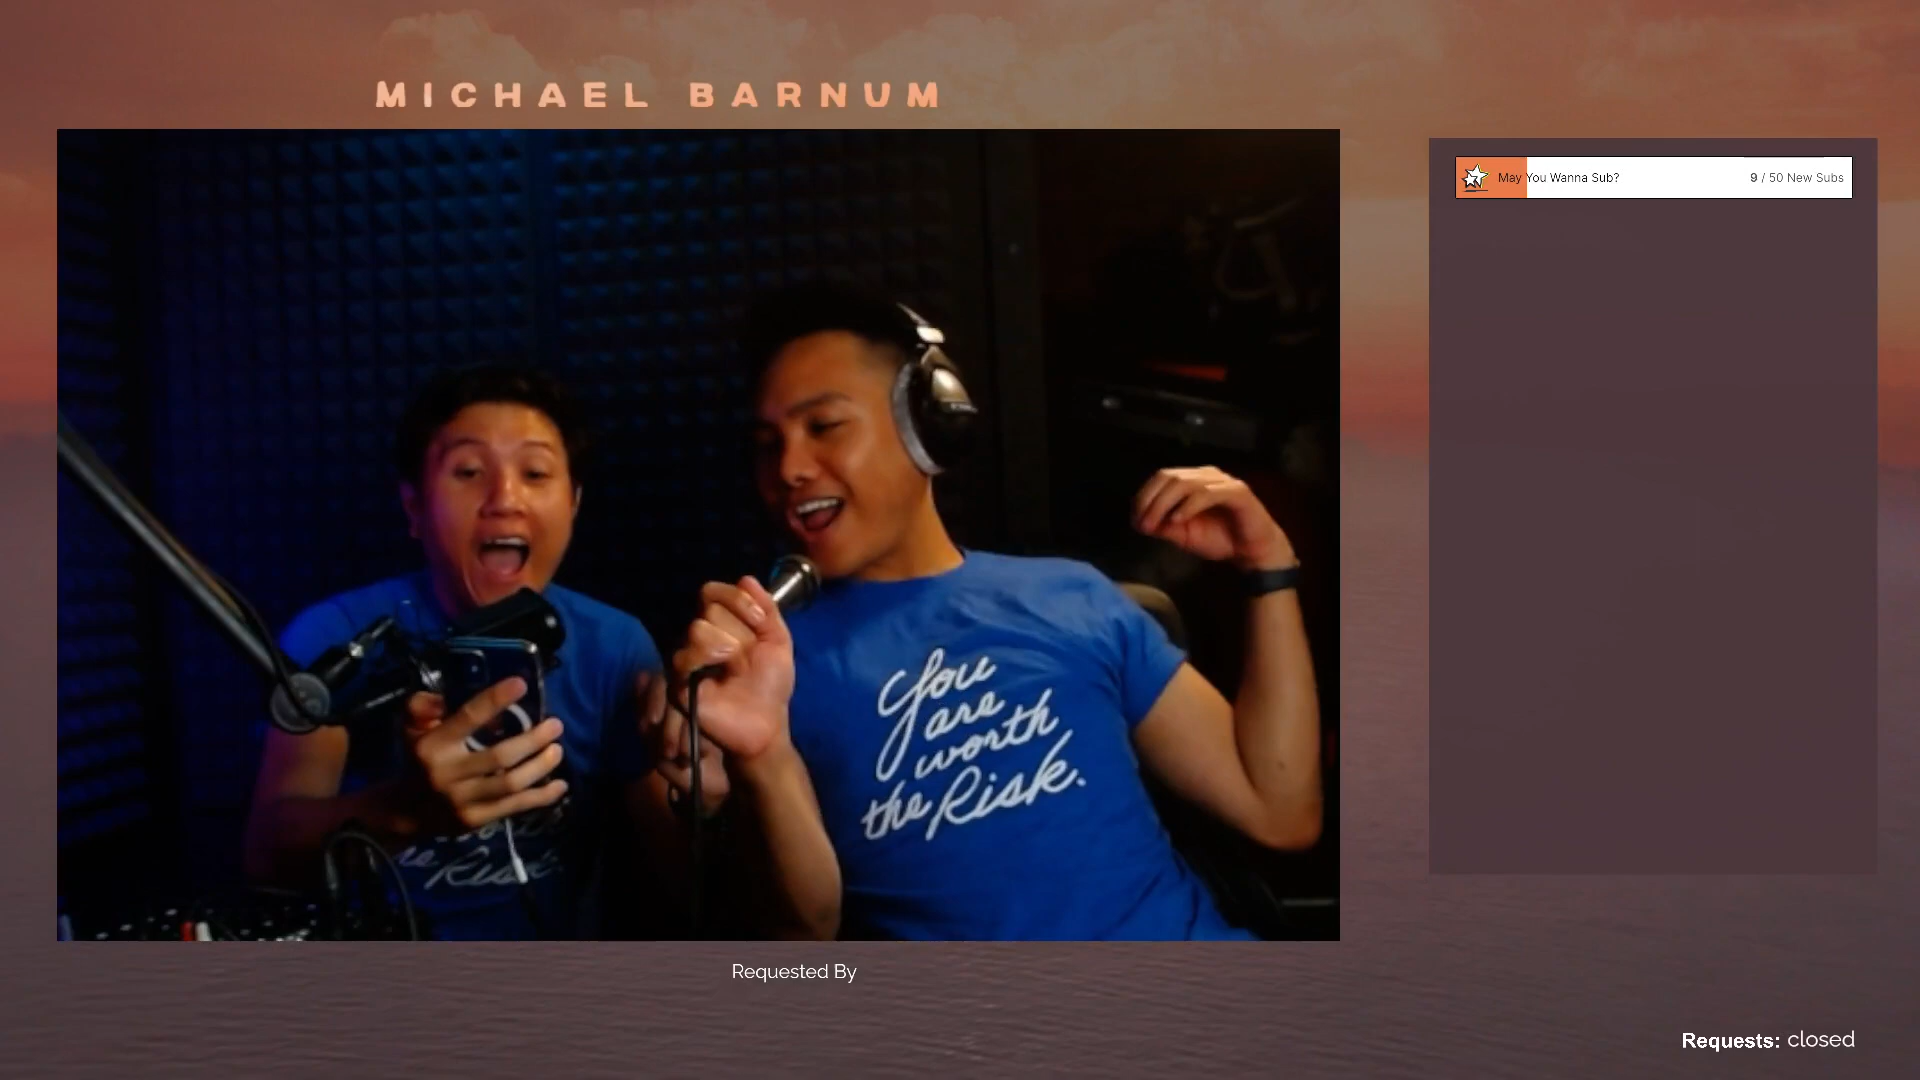 MICHAEL BARNUM
May You Wanna Sub?
9 / 50 New Subs
You
are
worth
the Risk.
Risk.
Requested By
Requests: closed